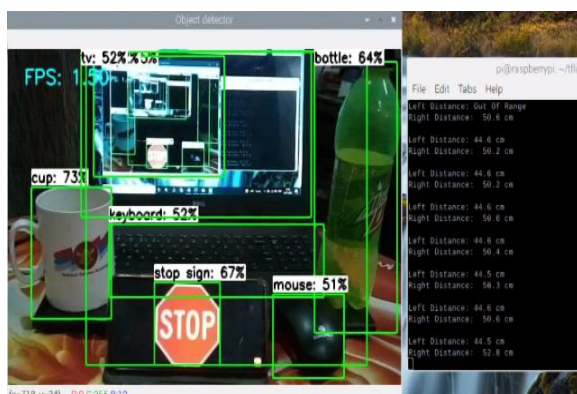 Object detector
tv: 52%
bottle: 64%
FPS: 1.50
cup: 73%
keyboard: 52%
stop sign: 67%
mouse: 51%
STOP
pi@raspberrypi: ~/tfli
File Edit Tabs Help
Left Distance: Out Of Range
Right Distance: 50.6 cm
Left Distance: 44.6 cm
Right Distance: 50.2 cm
Left Distance: 44.6 cm
Right Distance: 50.2 cm
Left Distance: 44.6 cm
Right Distance: 50.6 cm
Left Distance: 44.6 cm
Right Distance: 50.4 cm
Left Distance: 44.5 cm
Right Distance: 50.3 cm
Left Distance: 44.6 cm
Right Distance: 50.6 cm
Left Distance: 44.5 cm
Right Distance: 52.8 cm